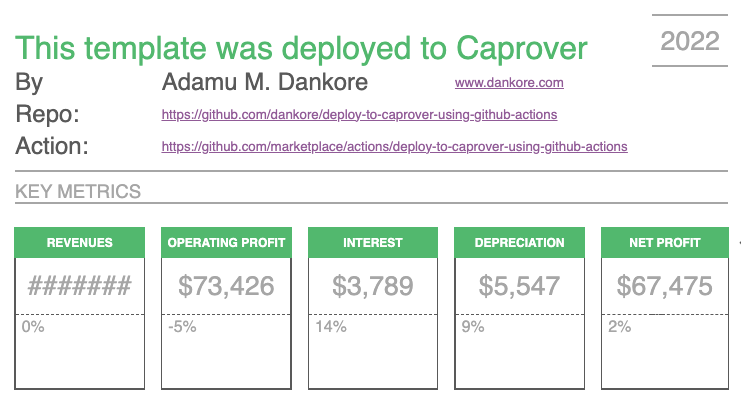 This template was deployed to Caprover
2022
By Adamu M. Dankore www.dankore.com
Repo: https://github.com/dankore/deploy-to-caprover-using-github-actions
Action: https://github.com/marketplace/actions/deploy-to-caprover-using-github-actions
KEY METRICS
REVENUES OPERATING PROFIT INTEREST DEPRECIATION NET PROFIT
####### $73,426 $3,789 $5,547 $67,475
0% -5% 14% 9% 2%